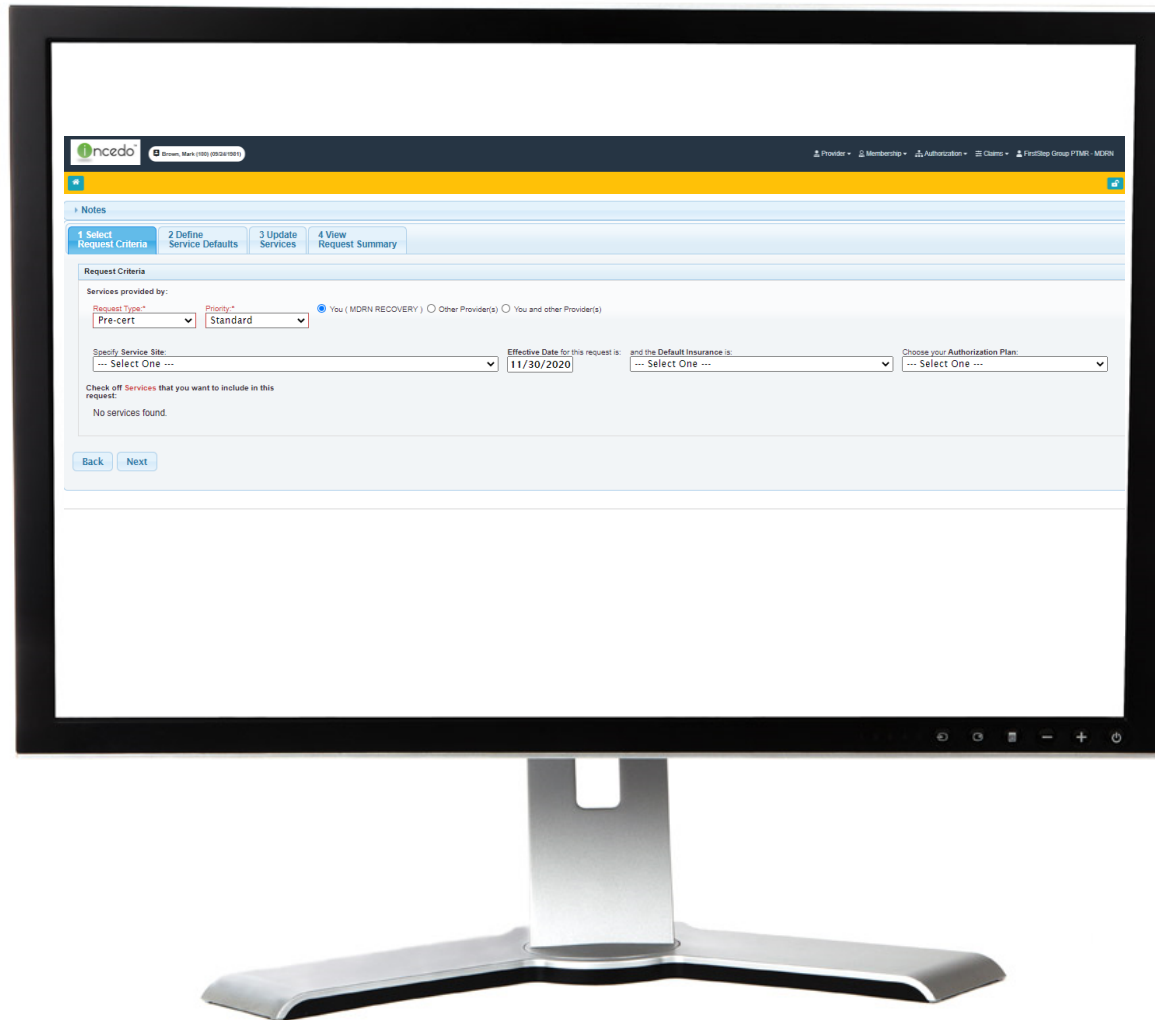 incedo
Brown, Mark (100) (05/24/1981)
Provider
Membership
Authorization
Claims
FirstStep Group PTMR - MDRN
Notes
1 Select
Request Criteria
2 Define
Service Defaults
3 Update
Services
4 View
Request Summary
Request Criteria
Services provided by:
Request Type:*
Pre-cert
Priority:*
Standard
You ( MDRN RECOVERY )
Other Provider(s)
You and other Provider(s)
Specify Service Site:
--- Select One ---
Effective Date for this request is:
11/30/2020
and the Default Insurance is:
--- Select One ---
Choose your Authorization Plan:
--- Select One ---
Check off Services that you want to include in this
request:
No services found.
Back
Next